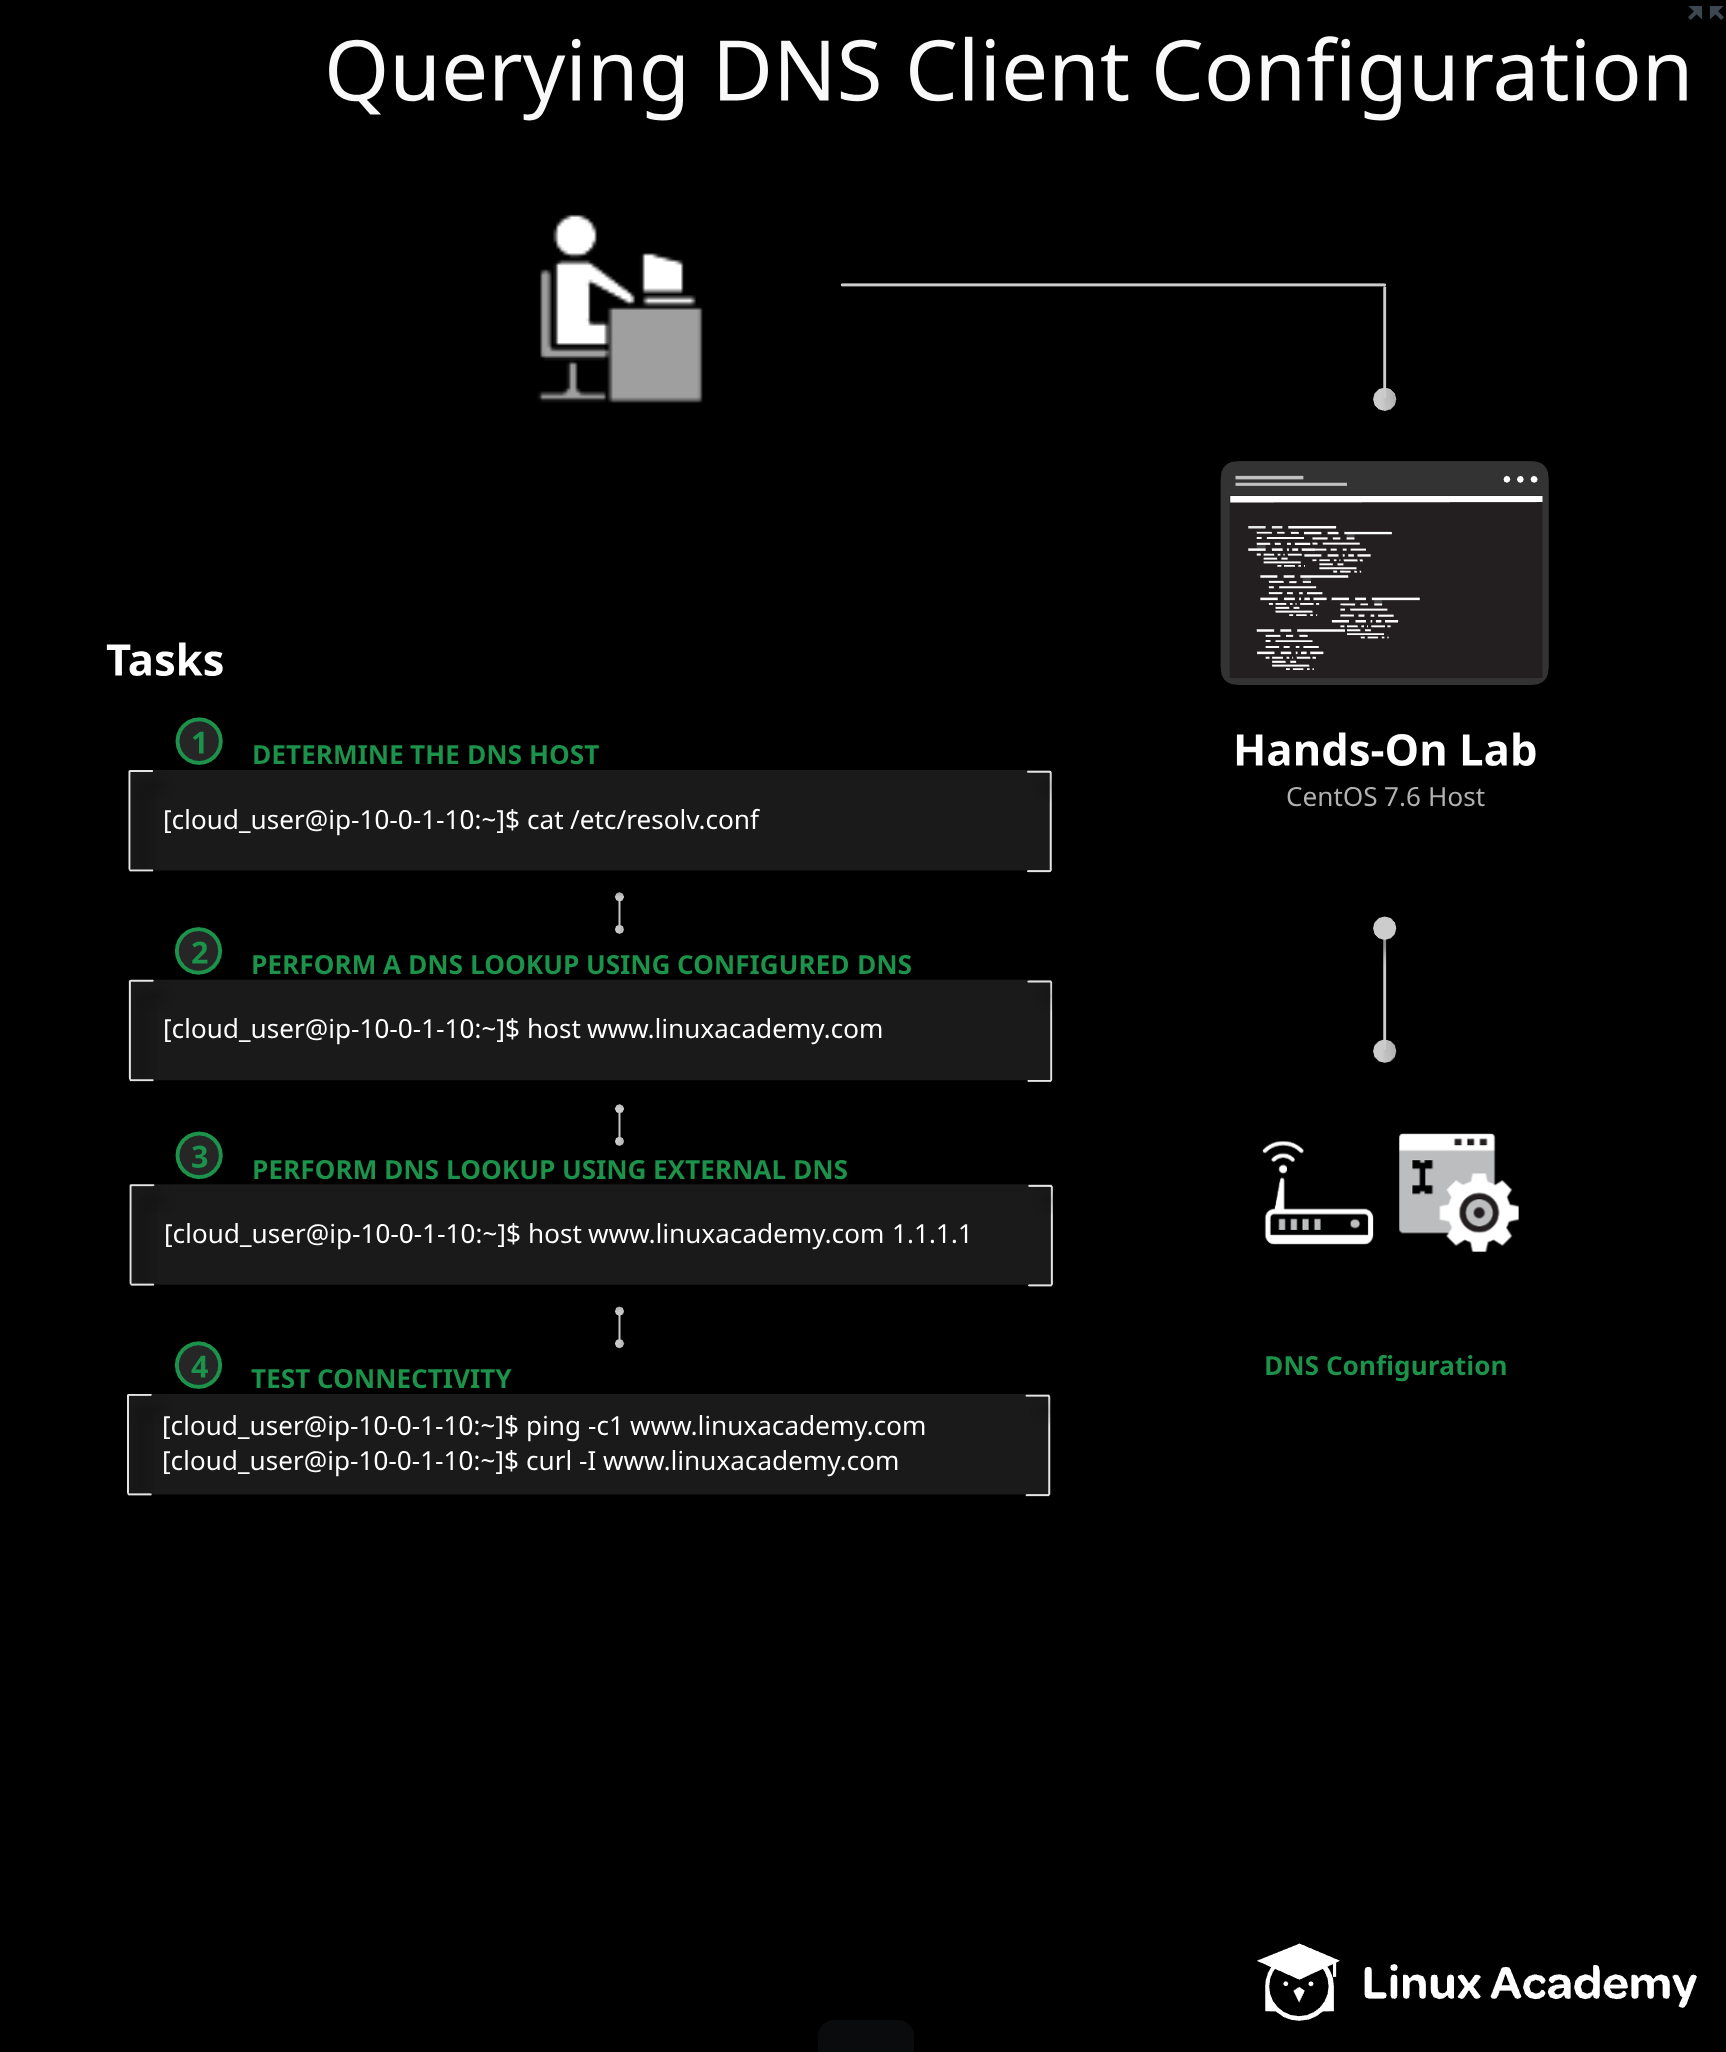 Querying DNS Client Configuration
Tasks
1
DETERMINE THE DNS HOST
[cloud_user@ip-10-0-1-10:~]$ cat /etc/resolv.conf
2
PERFORM A DNS LOOKUP USING CONFIGURED DNS
[cloud_user@ip-10-0-1-10:~]$ host www.linuxacademy.com
3
PERFORM DNS LOOKUP USING EXTERNAL DNS
[cloud_user@ip-10-0-1-10:~]$ host www.linuxacademy.com 1.1.1.1
4
TEST CONNECTIVITY
[cloud_user@ip-10-0-1-10:~]$ ping -c1 www.linuxacademy.com
[cloud_user@ip-10-0-1-10:~]$ curl -I www.linuxacademy.com
Hands-On Lab
CentOS 7.6 Host
DNS Configuration
Linux Academy